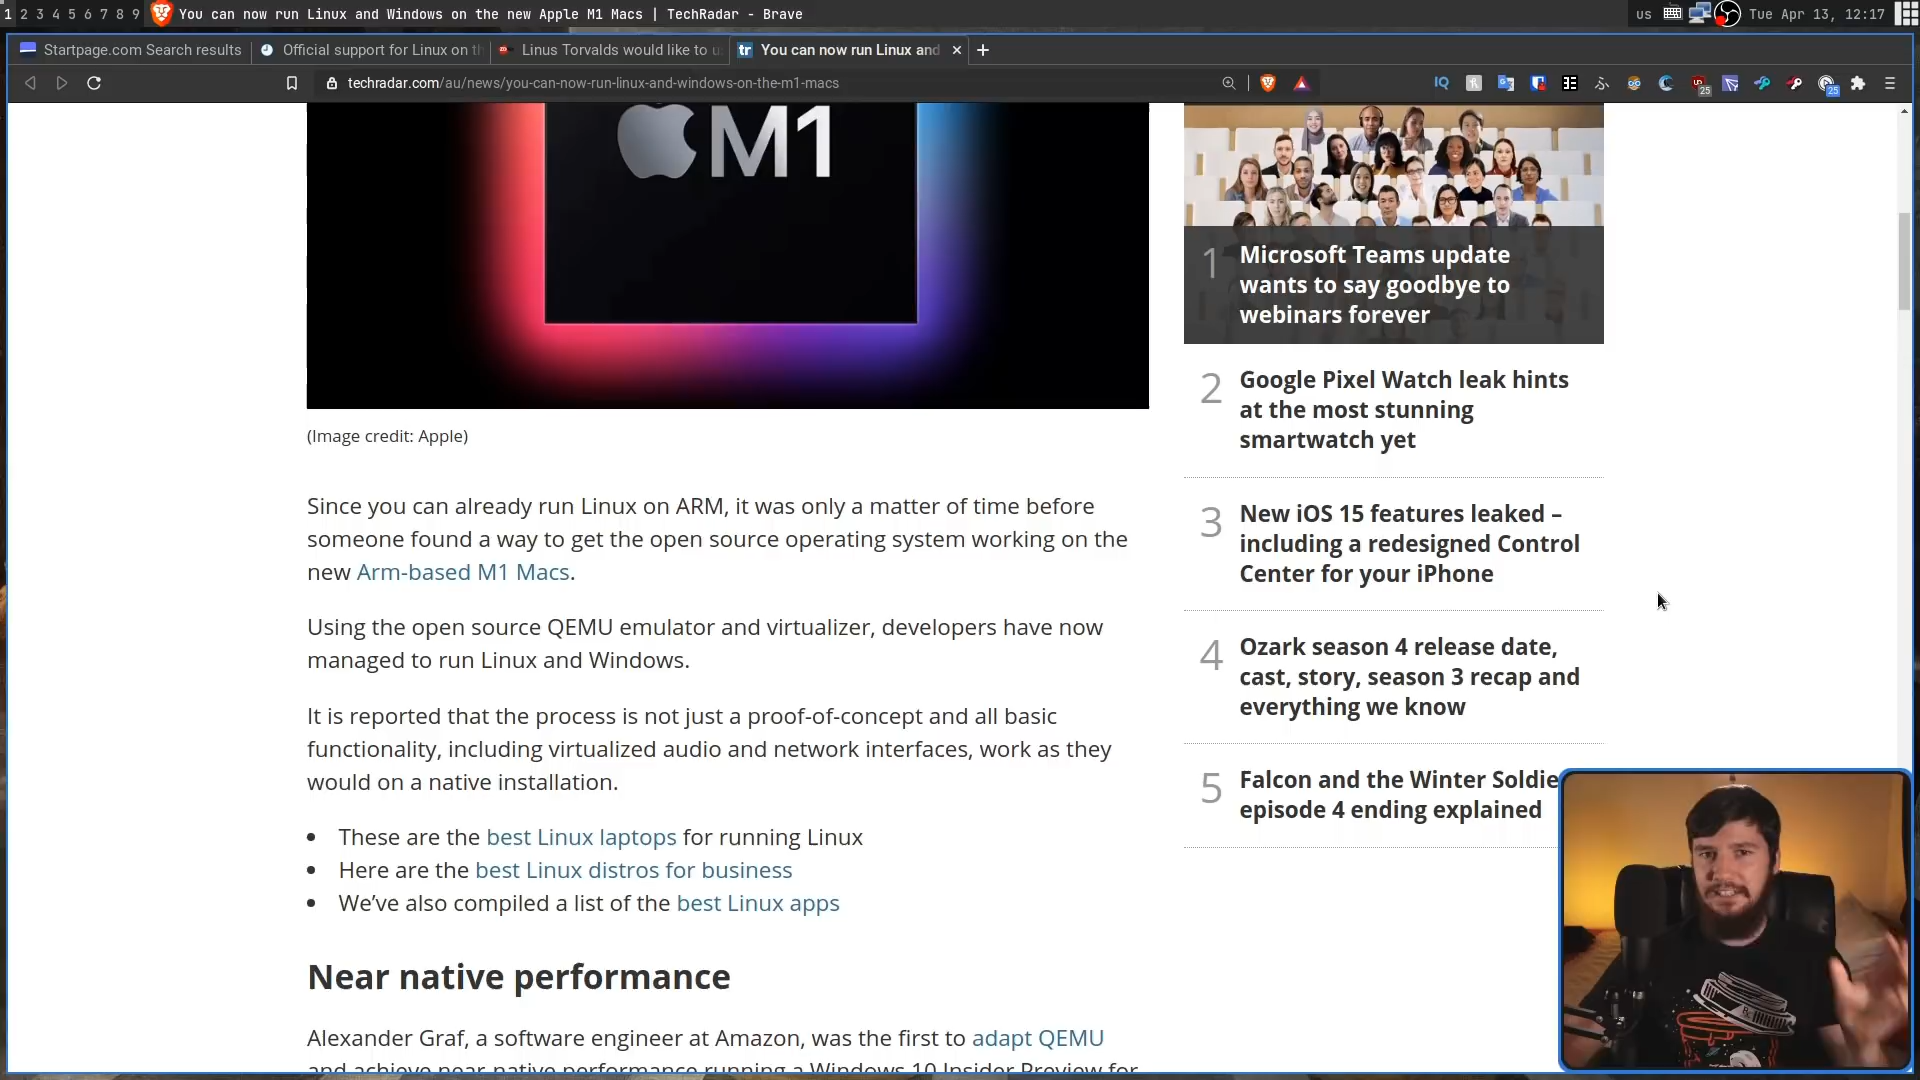 1 2 3 4 5 6 7 8 9 You can now run Linux and Windows on the new Apple M1 Macs | TechRadar - Brave
us Tue Apr 13, 12:17
Startpage.com Search results
Official support for Linux on th
Linus Torvalds would like to u
tr You can now run Linux and
techradar.com/au/news/you-can-now-run-linux-and-windows-on-the-m1-macs
IQ
25
25
M1
(Image credit: Apple)
Since you can already run Linux on ARM, it was only a matter of time before
someone found a way to get the open source operating system working on the
new Arm-based M1 Macs.
Using the open source QEMU emulator and virtualizer, developers have now
managed to run Linux and Windows.
It is reported that the process is not just a proof-of-concept and all basic
functionality, including virtualized audio and network interfaces, work as they
would on a native installation.
• These are the best Linux laptops for running Linux
• Here are the best Linux distros for business
• We’ve also compiled a list of the best Linux apps
Near native performance
Alexander Graf, a software engineer at Amazon, was the first to adapt QEMU
and achieve near native performance running a Windows 10 Insider Preview for
1 Microsoft Teams update
wants to say goodbye to
webinars forever
2 Google Pixel Watch leak hints
at the most stunning
smartwatch yet
3 New iOS 15 features leaked –
including a redesigned Control
Center for your iPhone
4 Ozark season 4 release date,
cast, story, season 3 recap and
everything we know
5 Falcon and the Winter Soldie
episode 4 ending explained